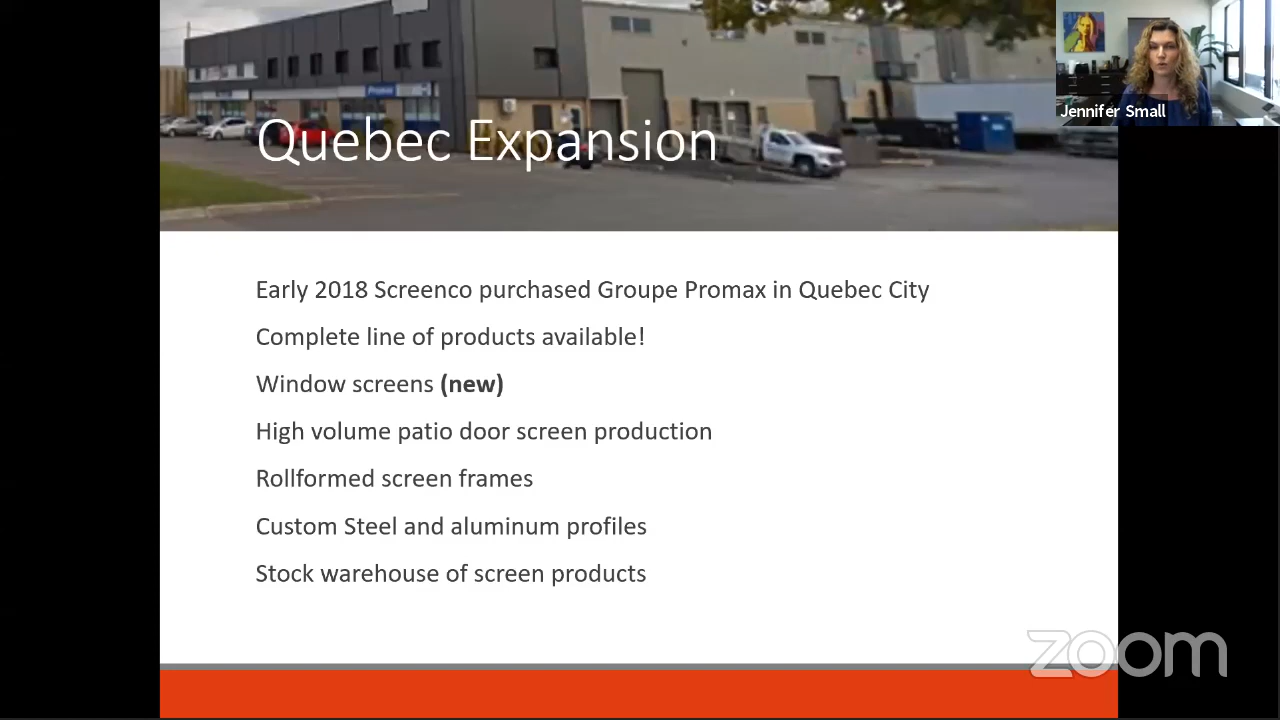 Promax
Jennifer Small
Quebec Expansion
Early 2018 Screenco purchased Groupe Promax in Quebec City
Complete line of products available!
Window screens (new)
High volume patio door screen production
Rollformed screen frames
Custom Steel and aluminum profiles
Stock warehouse of screen products
zoom